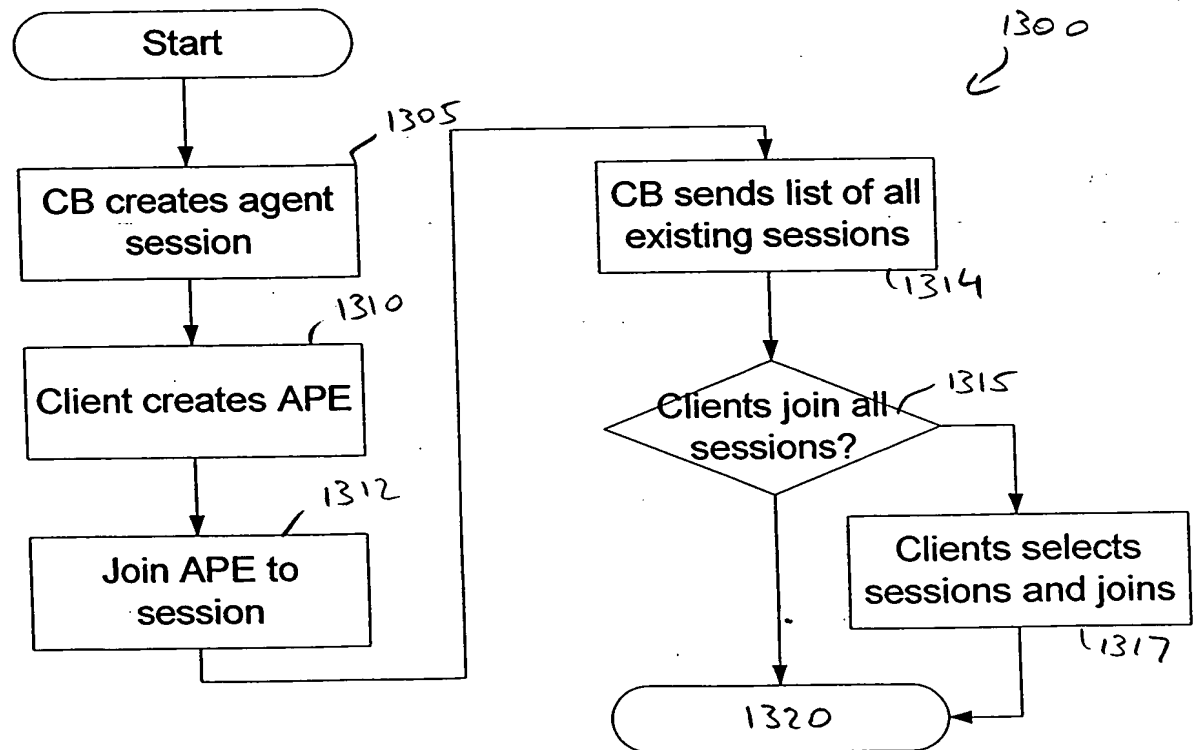 Start
1300
1305
CB creates agent
session
1310
Client creates APE
1312
Join APE to
session
CB sends list of all
existing sessions
1314
Clients join all
sessions?
1315
Clients selects
sessions and joins
1317
1320